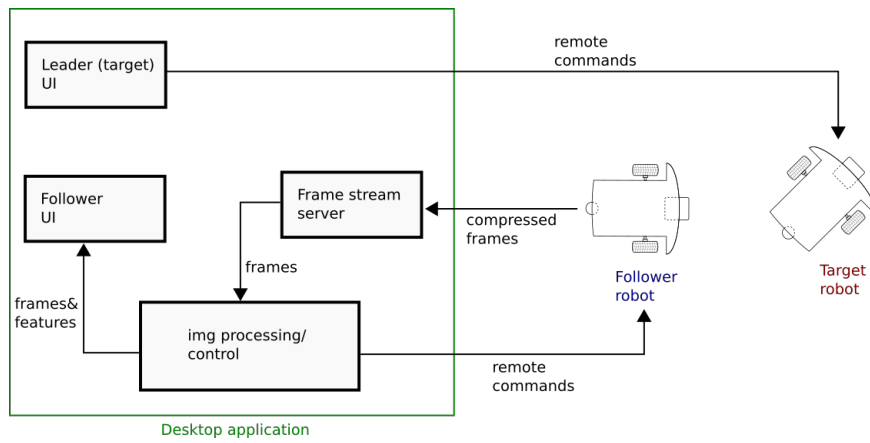 remote
commands
Leader (target)
UI
Follower
UI
Frame stream
server
compressed
frames
frames
Follower
robot
Target
robot
frames&
features
img processing/
control
remote
commands
Desktop application